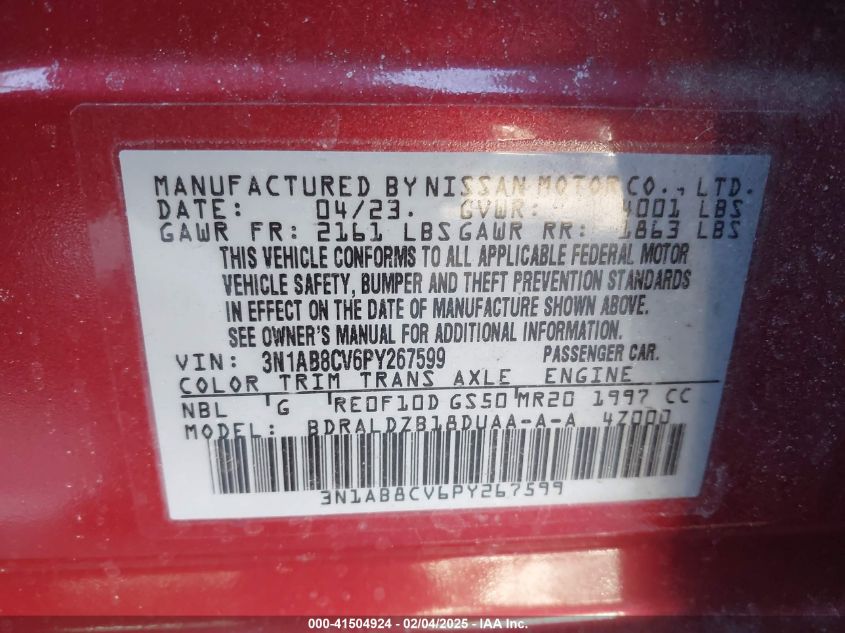 MANUFACTURED BY NISSAN MOTOR CO., LTD.
DATE: 04/23. GVWR: 4001 LBS
GAWR FR: 2161 LBS GAWR RR: 1863 LBS
THIS VEHICLE CONFORMS TO ALL APPLICABLE FEDERAL MOTOR
VEHICLE SAFETY, BUMPER AND THEFT PREVENTION STANDARDS
IN EFFECT ON THE DATE OF MANUFACTURE SHOWN ABOVE.
SEE OWNER'S MANUAL FOR ADDITIONAL INFORMATION.
VIN: 3N1AB8CV6PY267599 PASSENGER CAR.
COLOR TRIM TRANS AXLE ENGINE
NBL G RE0F10D GS50 MR20 1997 CC
MODEL: BDRALDZB18DUAA-A-A 4Z000
3N1AB8CV6PY267599
000-41504924 - 02/04/2025 - IAA Inc.